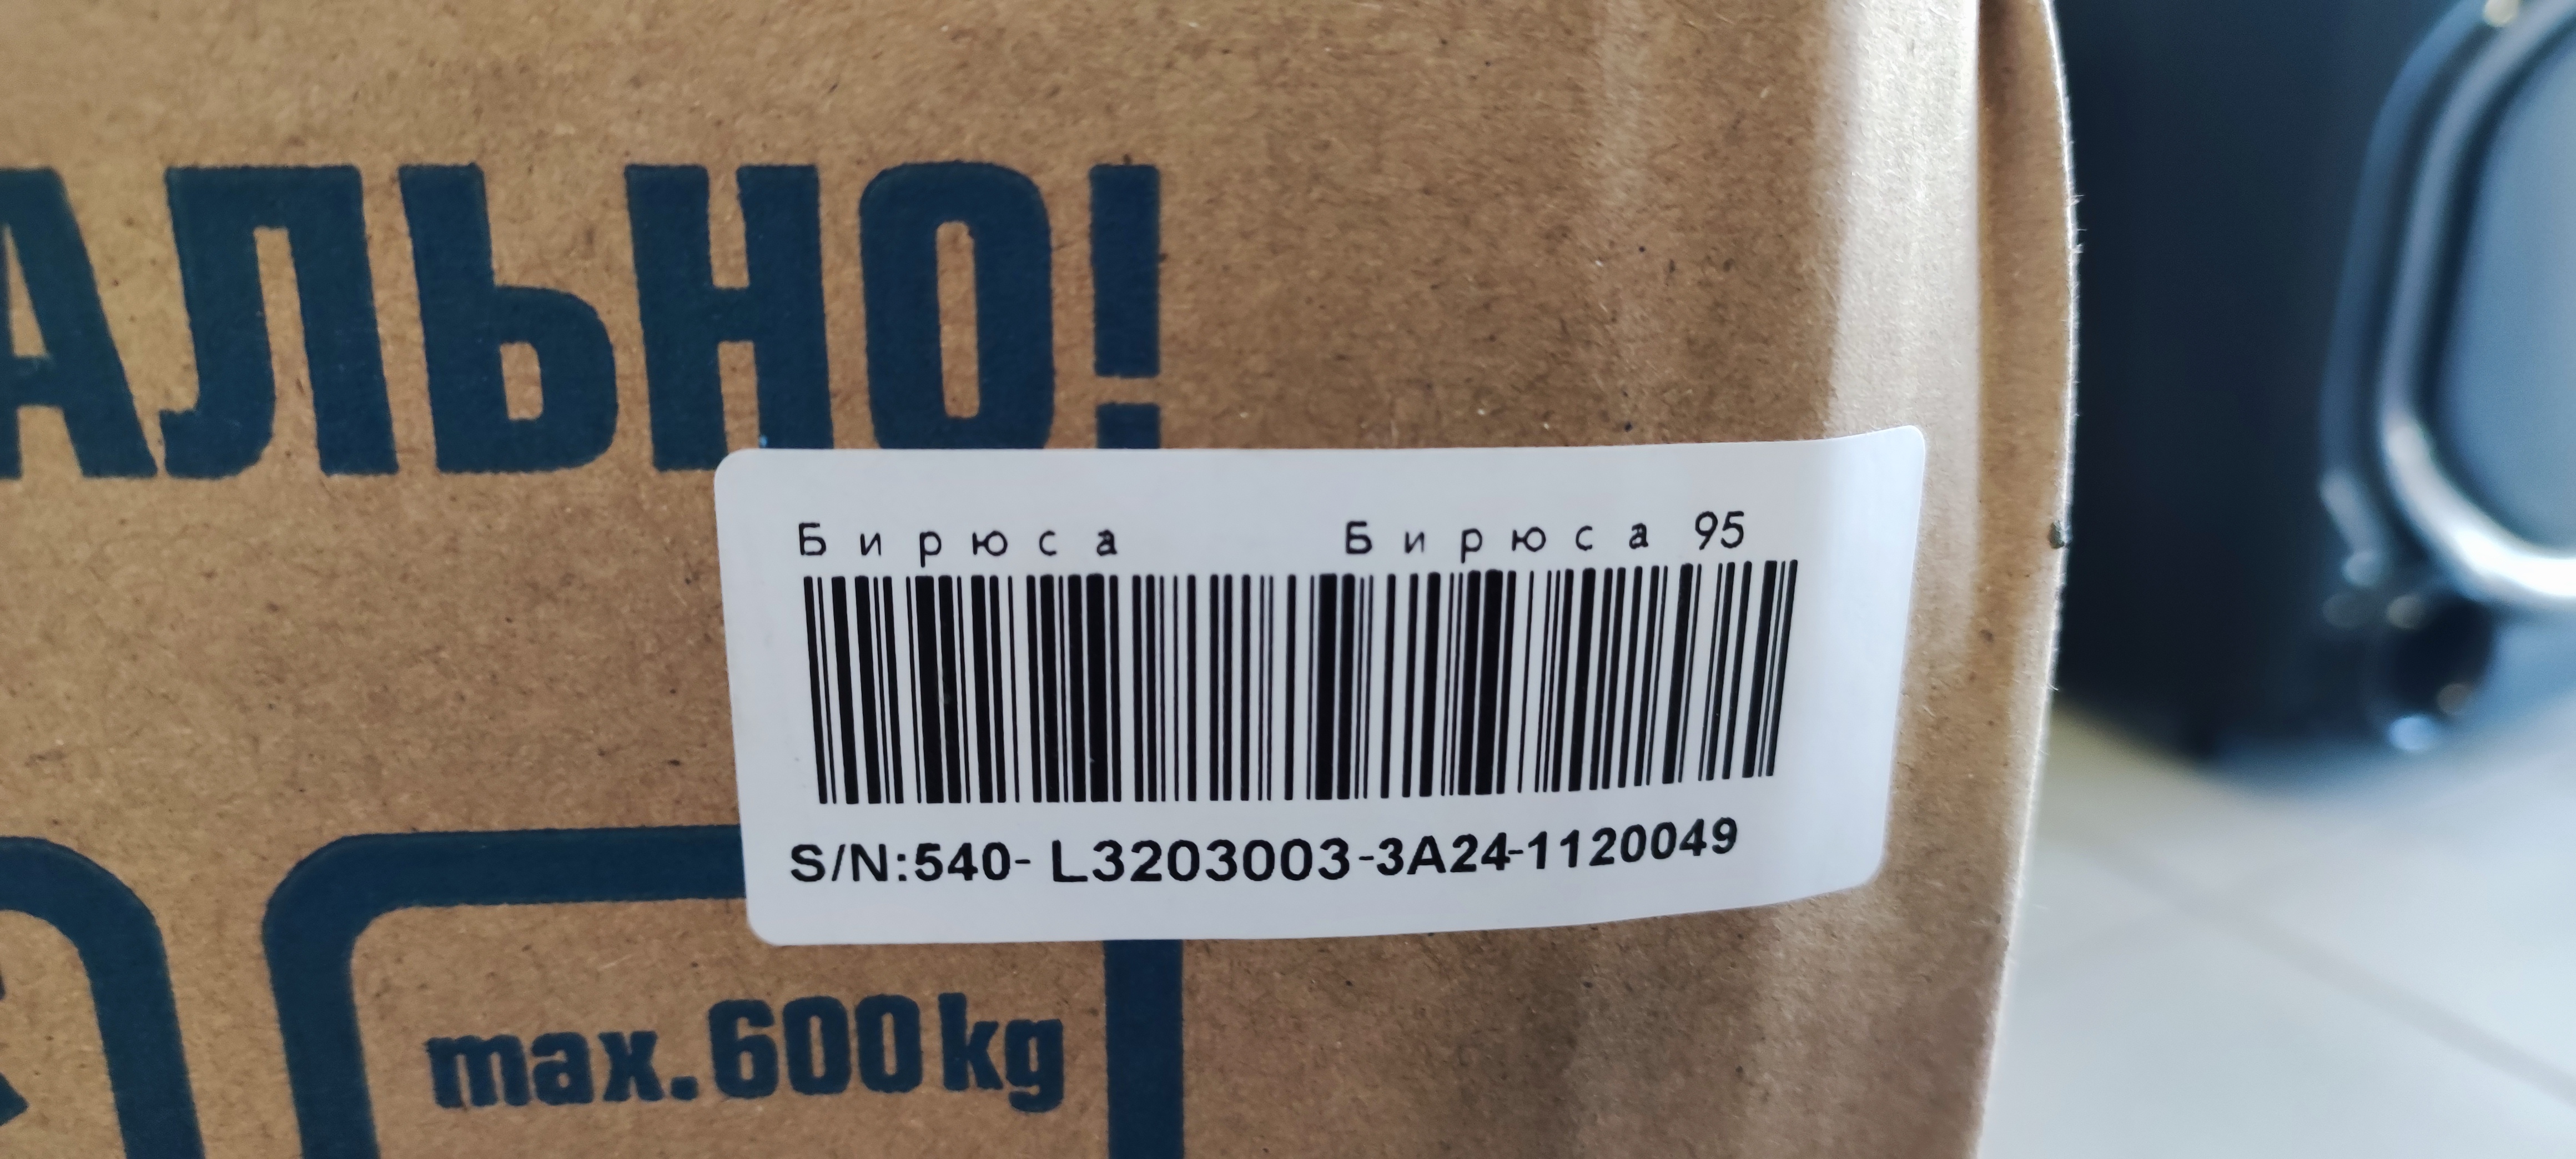 АЛЬНО!
Бирюса Бирюса 95
S/N:540- L3203003-3A24-1120049
max.600kg